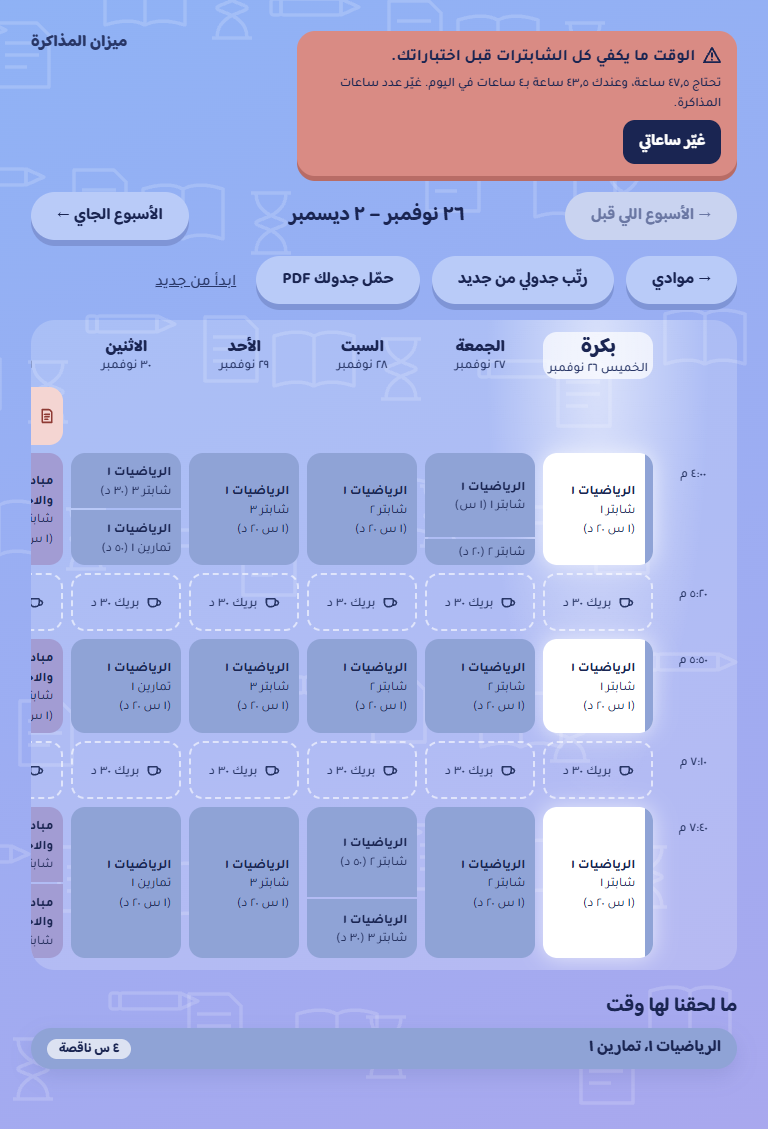 ميزان المذاكرة
الوقت ما يكفي كل الشابترات قبل اختباراتك.
تحتاج ٤٧٫٥ ساعة، وعندك ٤٣٫٥ ساعة بـ٤ ساعات في اليوم. غيّر عدد ساعات
المذاكرة.
غيّر ساعاتي
→ الأسبوع اللي قبل
٢٦ نوفمبر – ٢ ديسمبر
الأسبوع الجاي ←
→ موادي
رتّب جدولي من جديد
حمّل جدولك PDF
ابدأ من جديد
بكرة
الخميس ٢٦ نوفمبر
الجمعة
٢٧ نوفمبر
السبت
٢٨ نوفمبر
الأحد
٢٩ نوفمبر
الاثنين
٣٠ نوفمبر
٤:٠٠ م
الرياضيات ١
شابتر ١
(١ س ٢٠ د)
الرياضيات ١
شابتر ١ (١ س)
شابتر ٢ (٢٠ د)
الرياضيات ١
شابتر ٢
(١ س ٢٠ د)
الرياضيات ١
شابتر ٣
(١ س ٢٠ د)
الرياضيات ١
شابتر ٣ (٣٠ د)
الرياضيات ١
تمارين ١ (٥٠ د)
٥:٢٠ م
بريك ٣٠ د
بريك ٣٠ د
بريك ٣٠ د
بريك ٣٠ د
بريك ٣٠ د
٥:٥٠ م
الرياضيات ١
شابتر ١
(١ س ٢٠ د)
الرياضيات ١
شابتر ٢
(١ س ٢٠ د)
الرياضيات ١
شابتر ٢
(١ س ٢٠ د)
الرياضيات ١
شابتر ٣
(١ س ٢٠ د)
الرياضيات ١
تمارين ١
(١ س ٢٠ د)
٧:١٠ م
بريك ٣٠ د
بريك ٣٠ د
بريك ٣٠ د
بريك ٣٠ د
بريك ٣٠ د
٧:٤٠ م
الرياضيات ١
شابتر ١
(١ س ٢٠ د)
الرياضيات ١
شابتر ٢
(١ س ٢٠ د)
الرياضيات ١
شابتر ٢ (٥٠ د)
الرياضيات ١
شابتر ٣ (٣٠ د)
الرياضيات ١
شابتر ٣
(١ س ٢٠ د)
الرياضيات ١
تمارين ١
(١ س ٢٠ د)
ما لحقنا لها وقت
الرياضيات ١، تمارين ١
٤ س ناقصة